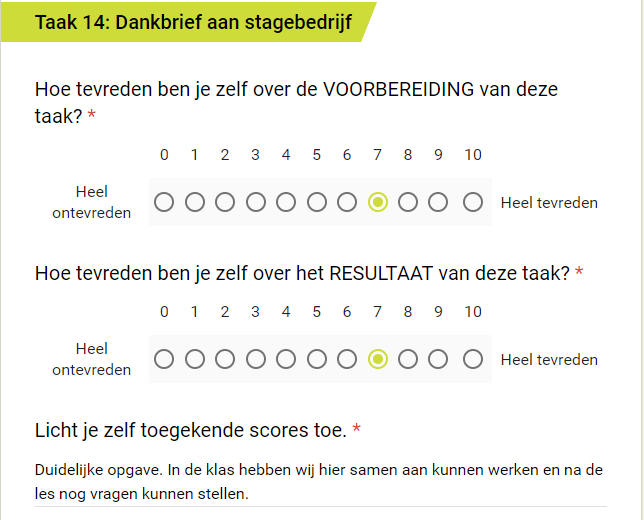 Taak 14: Dankbrief aan stagebedrijf
Hoe tevreden ben je zelf over de VOORBEREIDING van deze
taak? *
0 1 2 3 4 5 6 7 8 9 10
Heel
ontevreden
Heel tevreden
Hoe tevreden ben je zelf over het RESULTAAT van deze taak? *
0 1 2 3 4 5 6 7 8 9 10
Heel
ontevreden
Heel tevreden
Licht je zelf toegekende scores toe. *
Duidelijke opgave. In de klas hebben wij hier samen aan kunnen werken en na de
les nog vragen kunnen stellen.